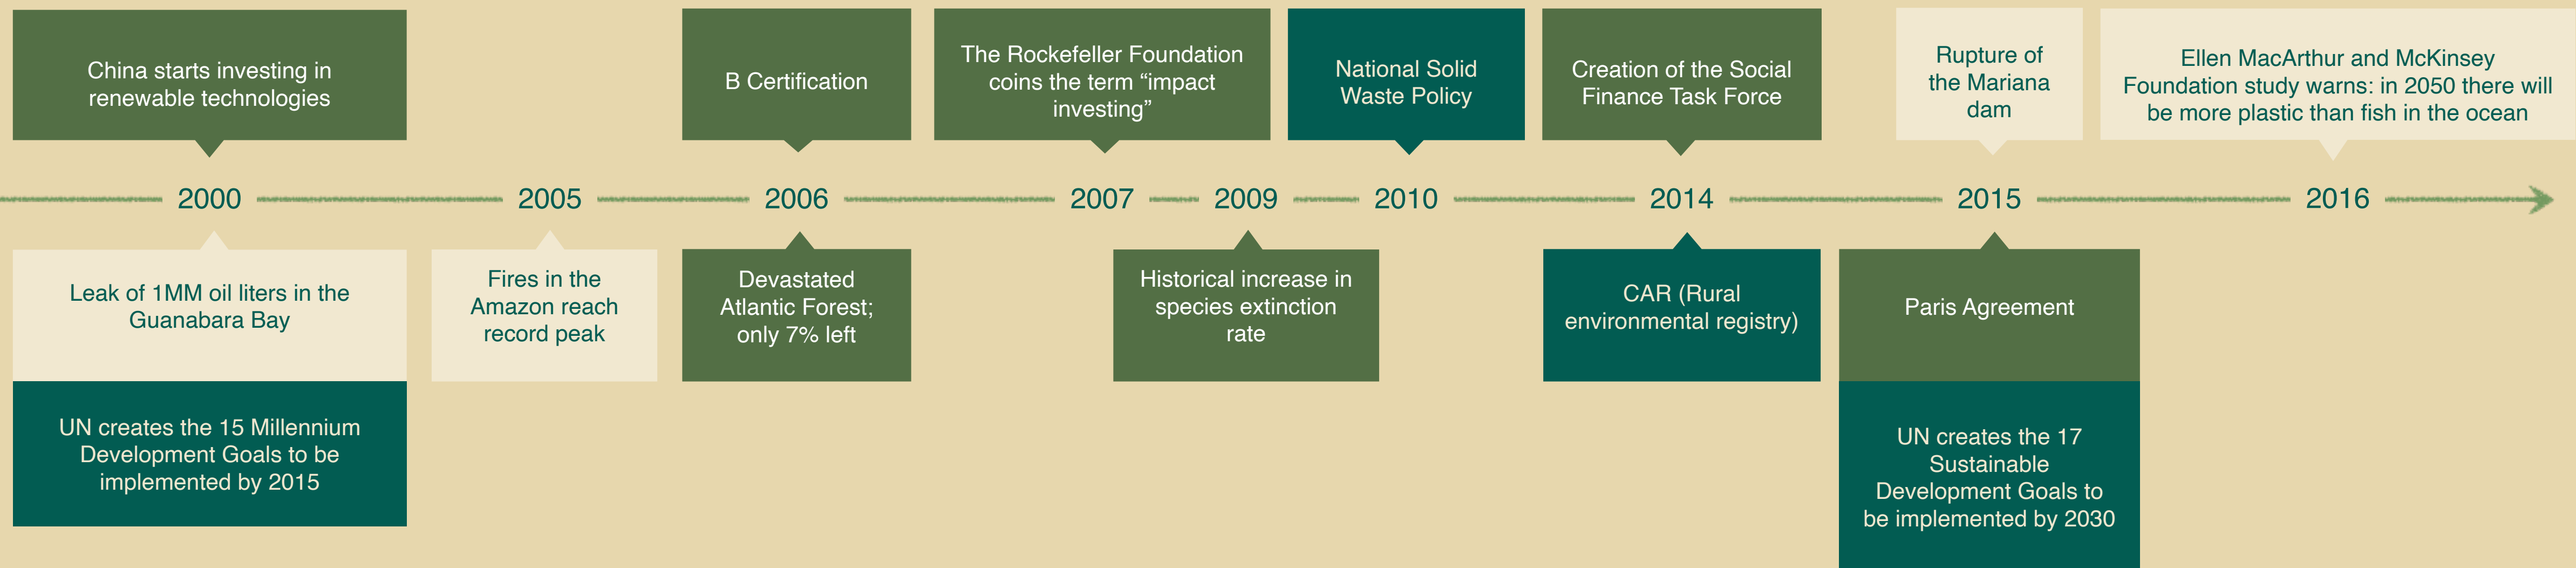 China starts investing in
renewable technologies
B Certification
The Rockefeller Foundation
coins the term “impact
investing”
National Solid
Waste Policy
Creation of the Social
Finance Task Force
Rupture of
the Mariana
dam
Ellen MacArthur and McKinsey
Foundation study warns: in 2050 there will
be more plastic than fish in the ocean
2000
2005
2006
2007
2009
2010
2014
2015
2016
Leak of 1MM oil liters in the
Guanabara Bay
Fires in the
Amazon reach
record peak
Devastated
Atlantic Forest;
only 7% left
Historical increase in
species extinction
rate
CAR (Rural
environmental registry)
Paris Agreement
UN creates the 15 Millennium
Development Goals to be
implemented by 2015
UN creates the 17
Sustainable
Development Goals to
be implemented by 2030